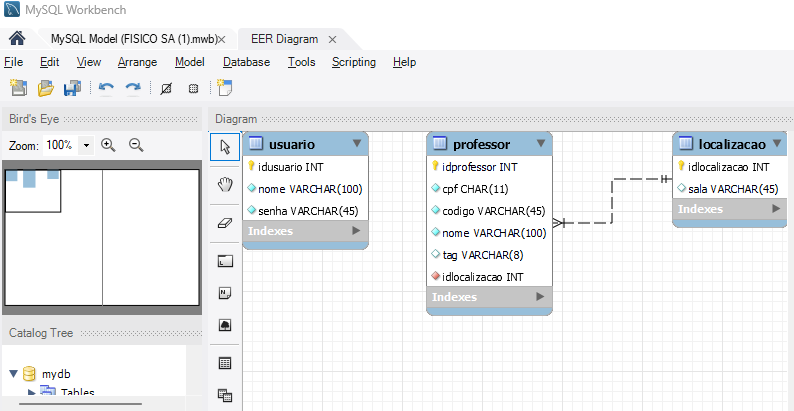 MySQL Workbench
MySQL Model (FISICO SA (1).mwb)× EER Diagram ×
File Edit View Arrange Model Database Tools Scripting Help
Bird's Eye
Zoom: 100%
Catalog Tree
mydb
Tables
Diagram
usuario
idusuario INT
nome VARCHAR(100)
senha VARCHAR(45)
Indexes
professor
idprofessor INT
cpf CHAR(11)
codigo VARCHAR(45)
nome VARCHAR(100)
tag VARCHAR(8)
idlocalizacao INT
Indexes
localizacao
idlocalizacao INT
sala VARCHAR(45)
Indexes